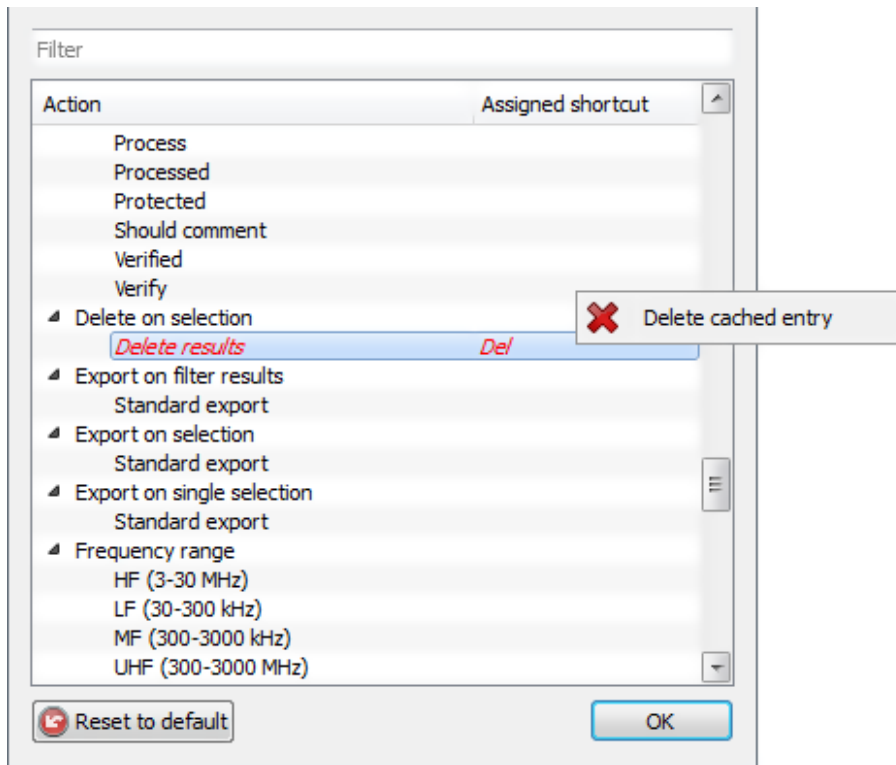 Filter
Action Assigned shortcut
Process
Processed
Protected
Should comment
Verified
Verify
Delete on selection
Delete cached entry
Delete results Del
Export on filter results
Standard export
Export on selection
Standard export
Export on single selection
Standard export
Frequency range
HF (3-30 MHz)
LF (30-300 kHz)
MF (300-3000 kHz)
UHF (300-3000 MHz)
Reset to default OK